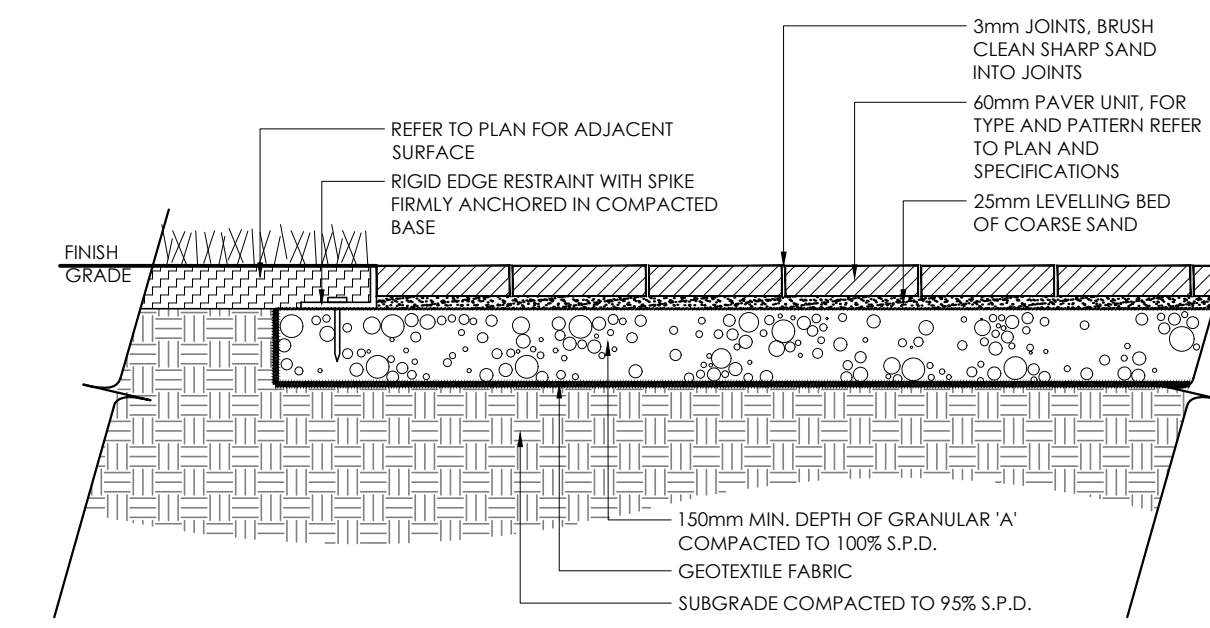 3mm JOINTS, BRUSH
CLEAN SHARP SAND
INTO JOINTS
60mm PAVER UNIT, FOR
TYPE AND PATTERN REFER
TO PLAN AND
SPECIFICATIONS
25mm LEVELLING BED
OF COARSE SAND
REFER TO PLAN FOR ADJACENT
SURFACE
RIGID EDGE RESTRAINT WITH SPIKE
FIRMLY ANCHORED IN COMPACTED
BASE
FINISH
GRADE
150mm MIN. DEPTH OF GRANULAR 'A'
COMPACTED TO 100% S.P.D.
GEOTEXTILE FABRIC
SUBGRADE COMPACTED TO 95% S.P.D.